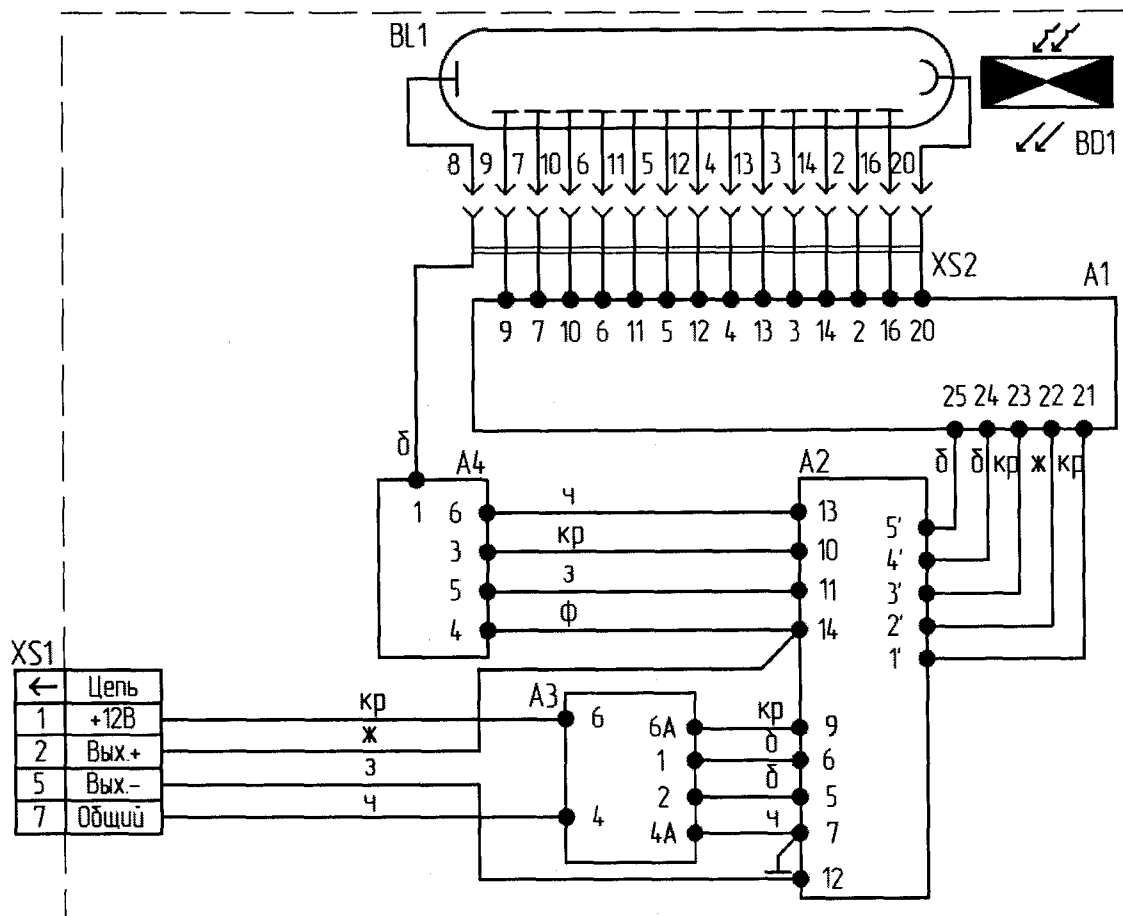 BL1
BD1
8 9 7 10 6 11 5 12 4 13 3 14 2 16 20
XS2
A1
9 7 10 6 11 5 12 4 13 3 14 2 16 20
25 24 23 22 21
б
б
б
кр
ж
кр
A4
A2
1
6
ч
13
5'
3
кр
10
4'
5
з
11
3'
4
ф
14
2'
1'
XS1
← Цепь
1 +12В
2 Вых.+
5 Вых.–
7 Общий
кр
ж
з
ч
A3
6
4
6А
1
2
4А
кр
б
б
ч
9
6
5
7
12